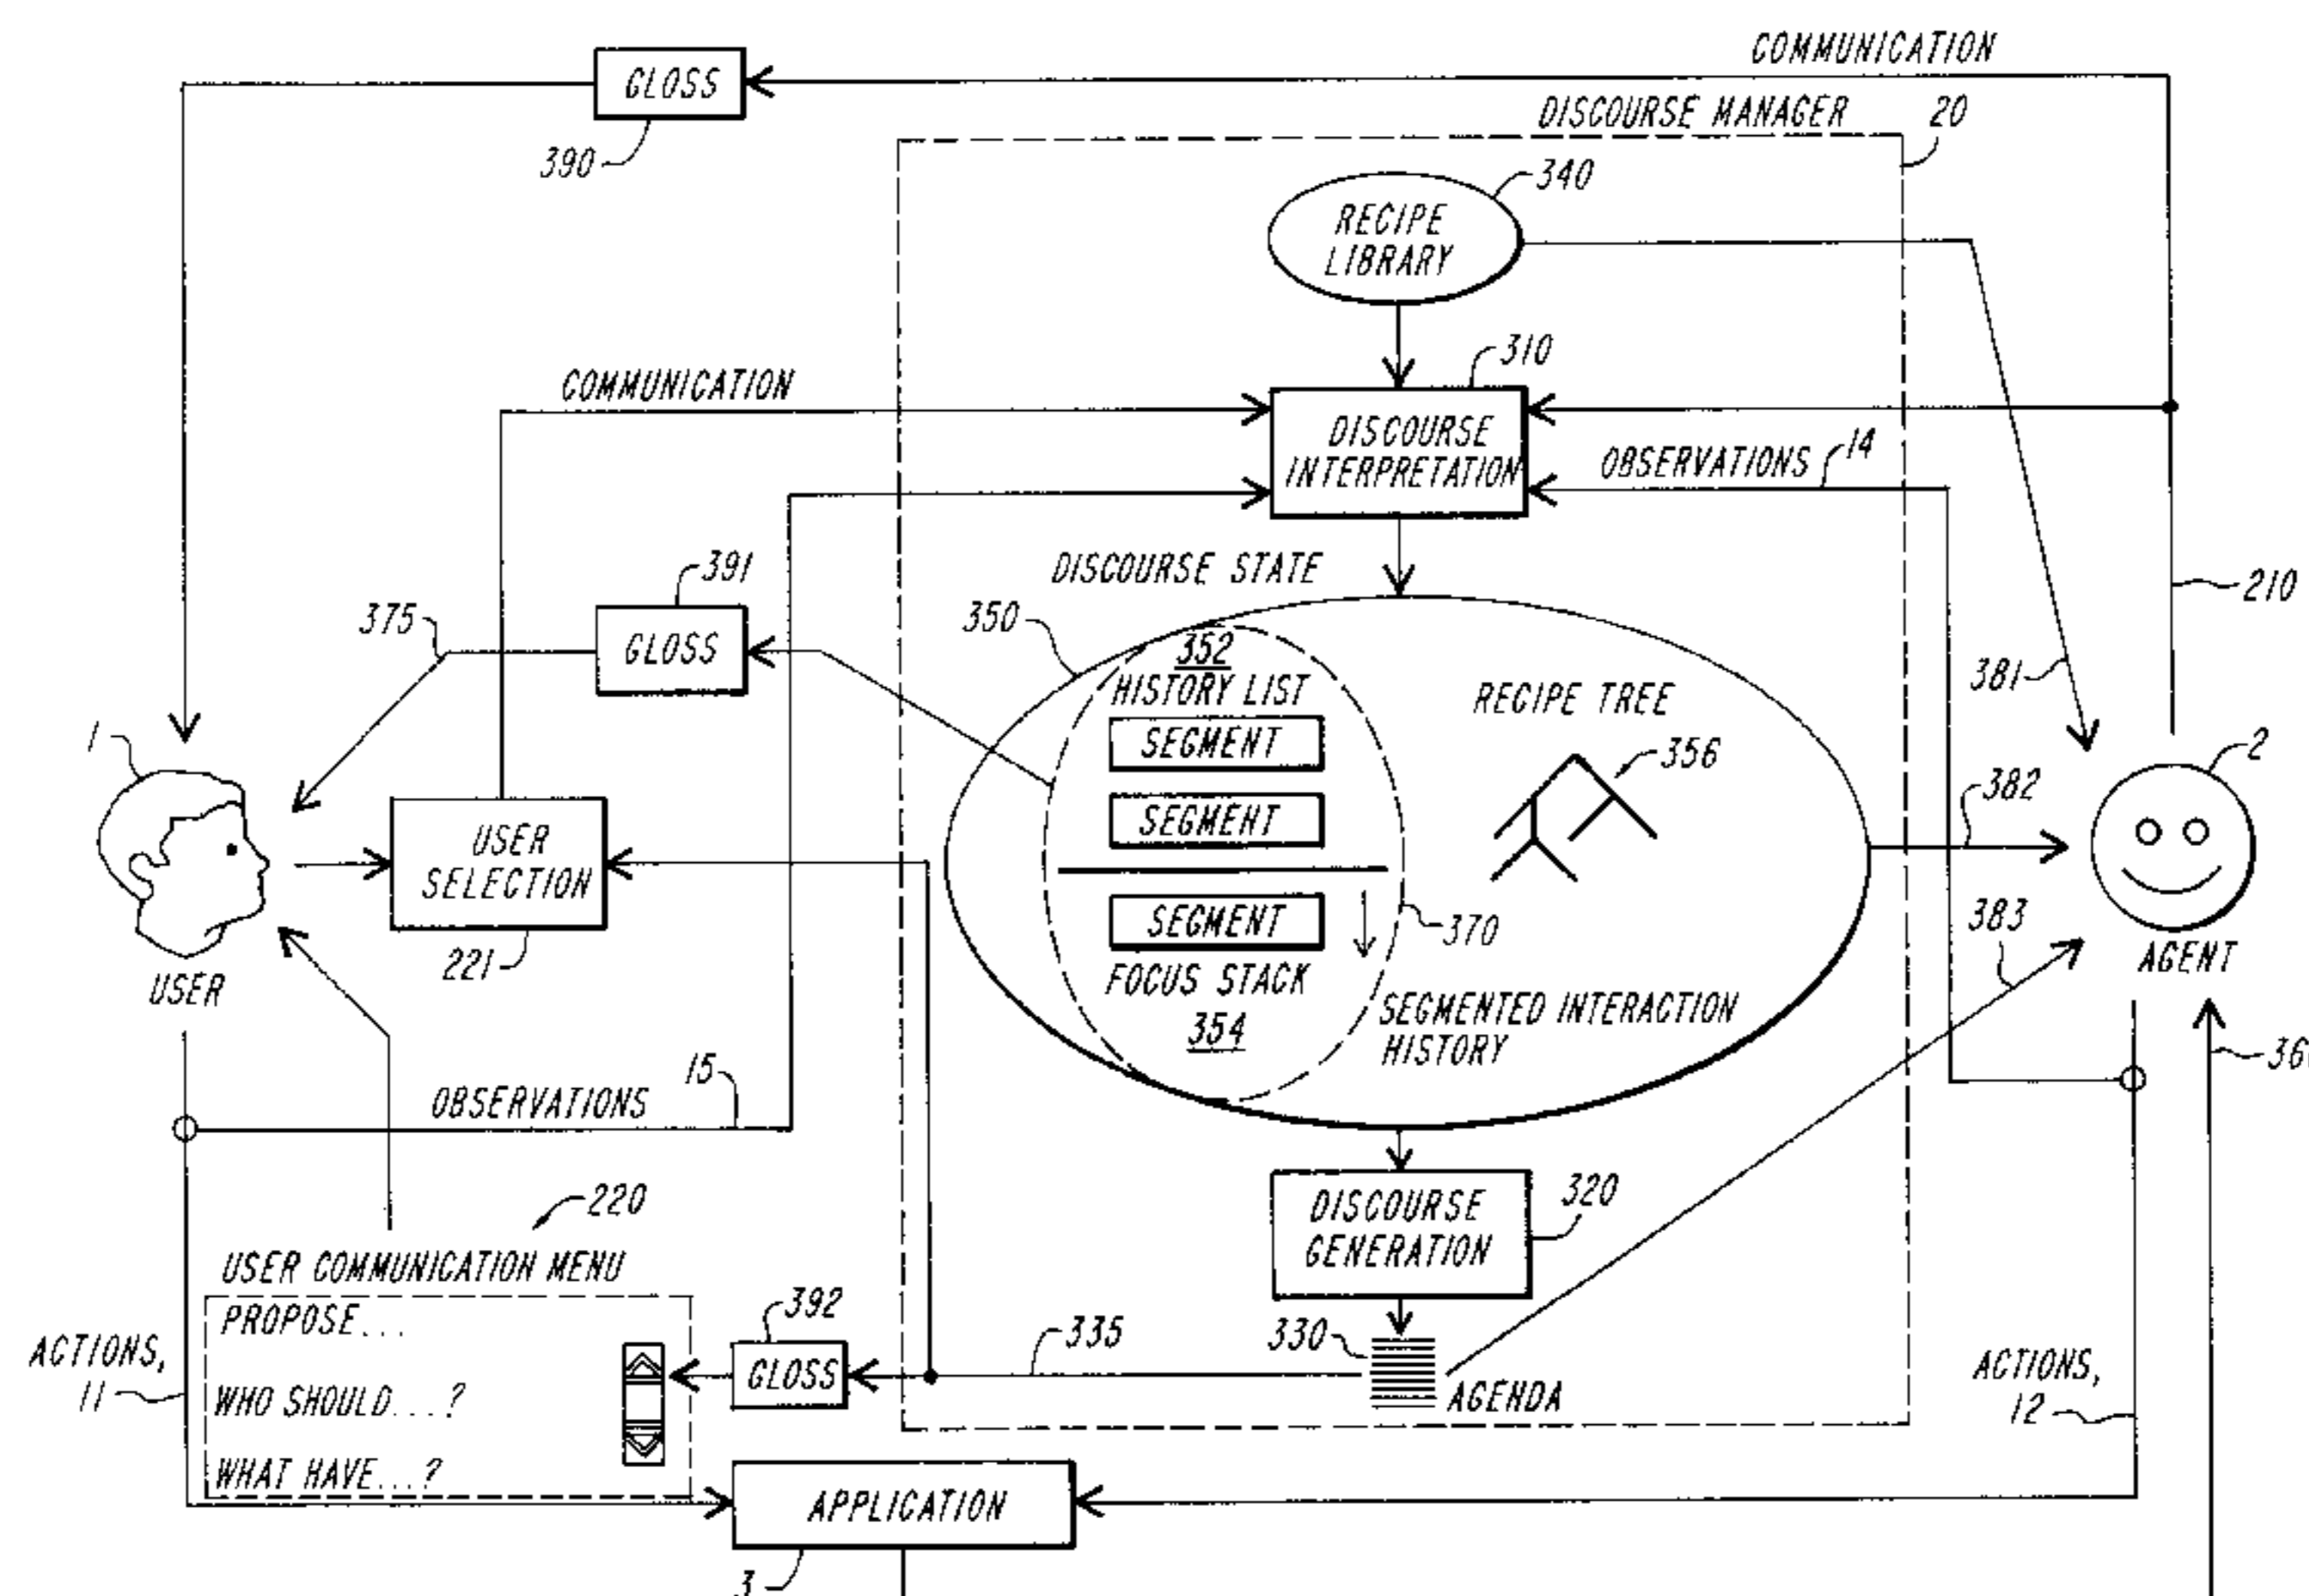 COMMUNICATION
GLOSS
DISCOURSE MANAGER
20
390
340
RECIPE
LIBRARY
310
COMMUNICATION
DISCOURSE
INTERPRETATION
OBSERVATIONS
14
391
DISCOURSE STATE
375
GLOSS
350
352
HISTORY LIST
SEGMENT
SEGMENT
SEGMENT
FOCUS STACK
354
RECIPE TREE
356
370
SEGMENTED INTERACTION
HISTORY
210
381
382
383
1
USER
USER
SELECTION
221
2
AGENT
15
OBSERVATIONS
220
USER COMMUNICATION MENU
PROPOSE...
WHO SHOULD...?
WHAT HAVE...?
ACTIONS,
11
392
GLOSS
335
DISCOURSE
GENERATION
320
330
AGENDA
ACTIONS,
12
APPLICATION
3